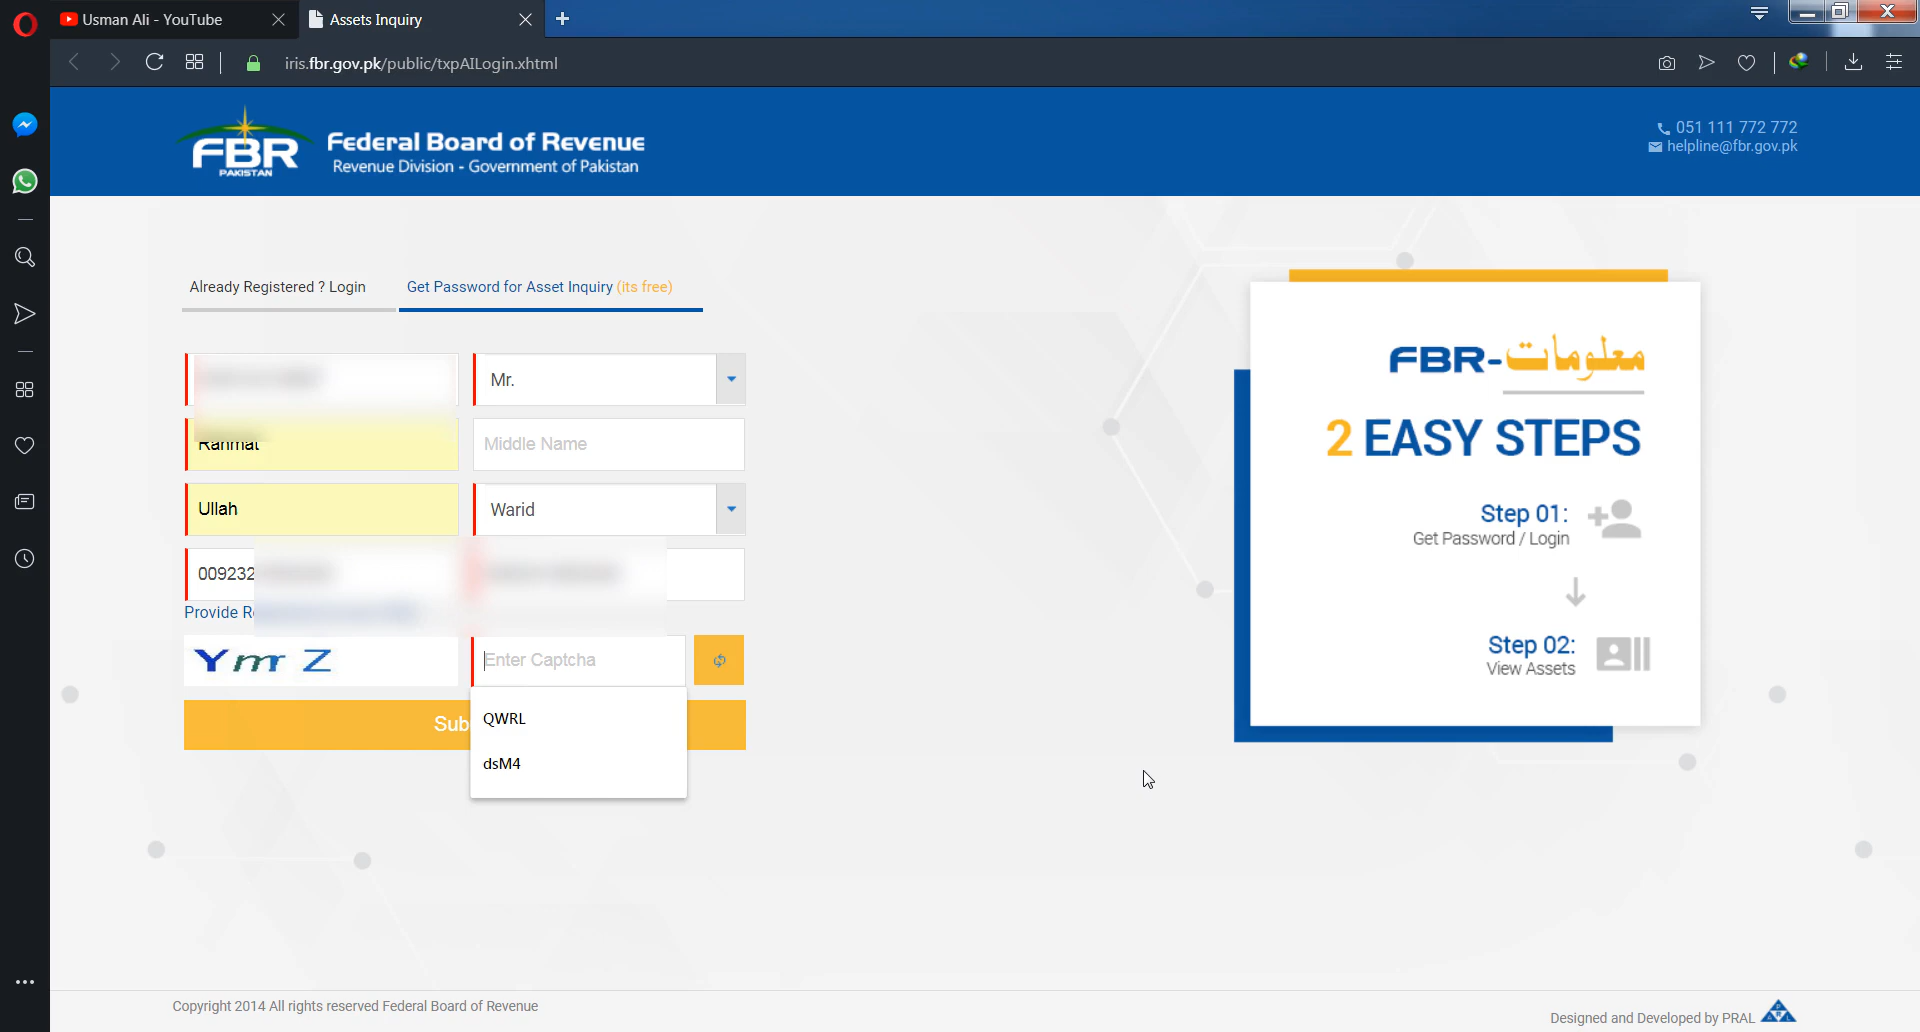 Usman Ali - YouTube
Assets Inquiry
iris.fbr.gov.pk/public/txpAILogin.xhtml
FBR
PAKISTAN
Federal Board of Revenue
Revenue Division - Government of Pakistan
051 111 772 772
helpline@fbr.gov.pk
Already Registered ? Login
Get Password for Asset Inquiry (its free)
Mr.
Rahmat
Middle Name
Ullah
Warid
009232
Provide
Ymr Z
Enter Captcha
Sub
QWRL
dsM4
FBR-معلومات
2 EASY STEPS
Step 01:
Get Password / Login
Step 02:
View Assets
Copyright 2014 All rights reserved Federal Board of Revenue
Designed and Developed by PRAL